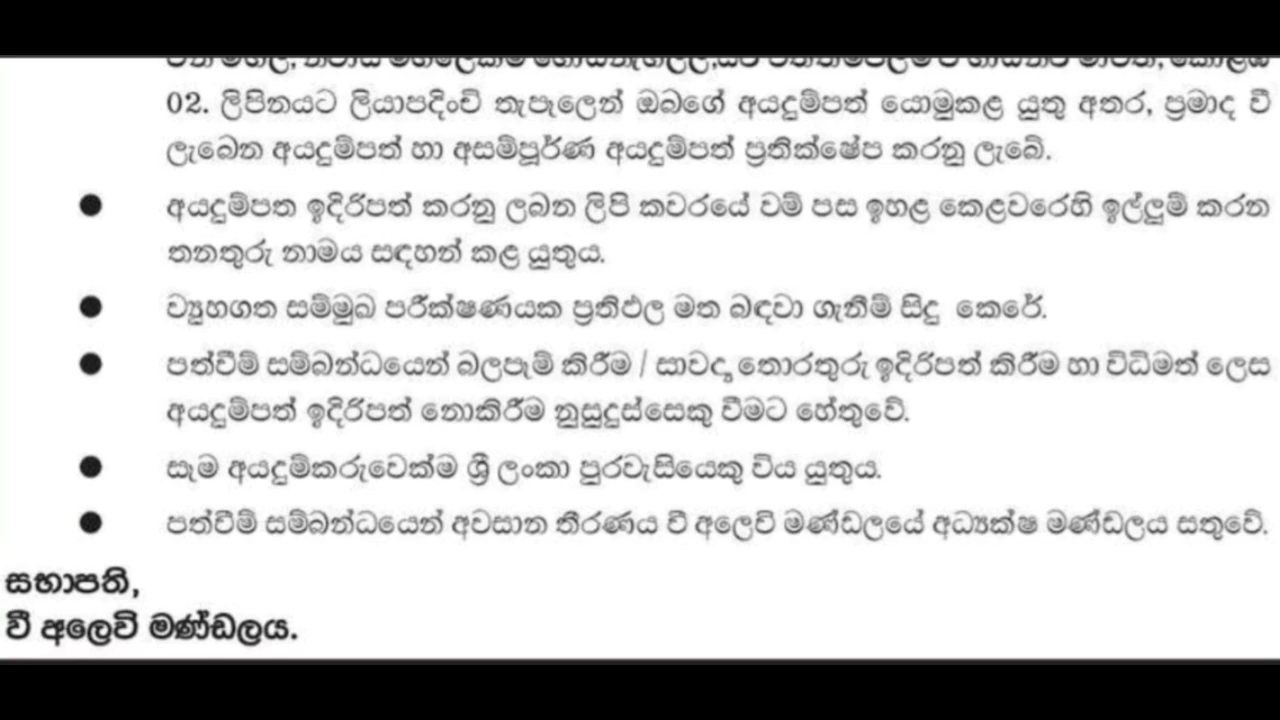 02. ලිපිනයට ලියාපදිංචි තැපෑලෙන් ඔබගේ අයදුම්පත් යොමුකළ යුතු අතර, ප්‍රමාද වී
ලැබෙන අයදුම්පත් හා අසම්පූර්ණ අයදුම්පත් ප්‍රතික්ෂේප කරනු ලැබේ.
● අයදුම්පත ඉදිරිපත් කරනු ලබන ලිපි කවරයේ වම් පස ඉහළ කෙළවරෙහි ඉල්ලුම් කරන
තනතුරු නාමය සඳහන් කළ යුතුය.
● ව්‍යුහගත සම්මුඛ පරීක්ෂණයක ප්‍රතිඵල මත බඳවා ගැනීම් සිදු කෙරේ.
● පත්වීම් සම්බන්ධයෙන් බලපෑම් කිරීම / සාවද්‍ය තොරතුරු ඉදිරිපත් කිරීම හා විධිමත් ලෙස
අයදුම්පත් ඉදිරිපත් නොකිරීම නුසුදුස්සෙකු වීමට හේතුවේ.
● සෑම අයදුම්කරුවෙක්ම ශ්‍රී ලංකා පුරවැසියෙකු විය යුතුය.
● පත්වීම් සම්බන්ධයෙන් අවසාන තීරණය වී අලෙවි මණ්ඩලයේ අධ්‍යක්ෂ මණ්ඩලය සතුවේ.
සභාපති,
වී අලෙවි මණ්ඩලය.